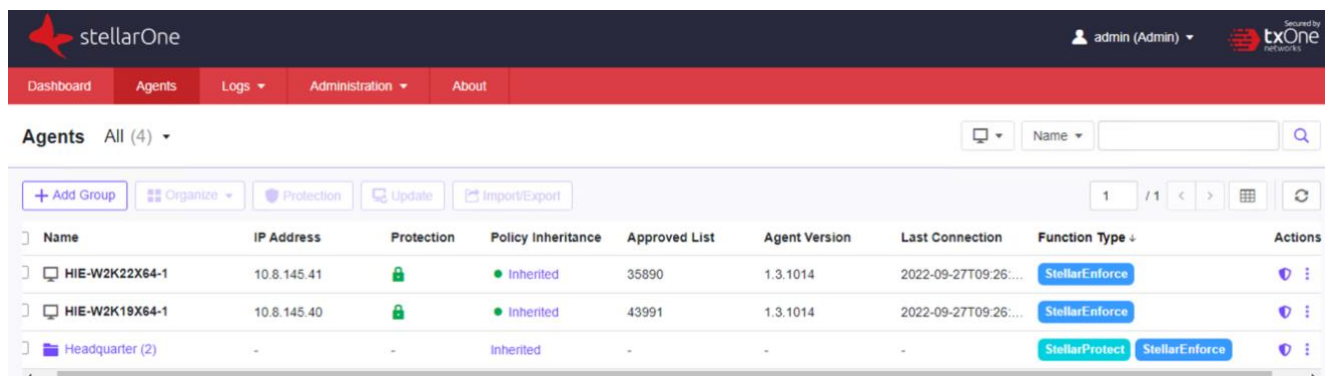 stellarOne
admin (Admin)
Secured by
txOne
networks
Dashboard Agents Logs Administration About
Agents All (4)
Name
+ Add Group Organize Protection Update Import/Export 1 / 1 < >
Name IP Address Protection Policy Inheritance Approved List Agent Version Last Connection Function Type ↓ Actions
HIE-W2K22X64-1 10.8.145.41 Inherited 35890 1.3.1014 2022-09-27T09:26:... StellarEnforce
HIE-W2K19X64-1 10.8.145.40 Inherited 43991 1.3.1014 2022-09-27T09:26:... StellarEnforce
Headquarter (2) - - Inherited - - - StellarProtect StellarEnforce